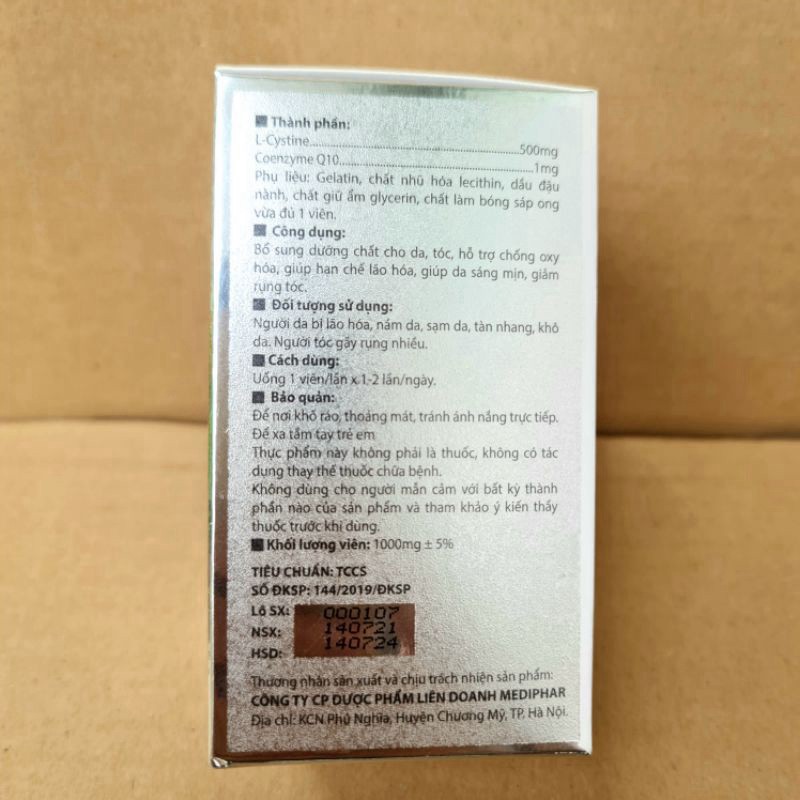 Thành phần:
L-Cystine..........................................................500mg
Coenzyme Q10.....................................................1mg
Phụ liệu: Gelatin, chất nhũ hóa lecithin, dầu đậu
nành, chất giữ ẩm glycerin, chất làm bóng sáp ong
vừa đủ 1 viên.
Công dụng:
Bổ sung dưỡng chất cho da, tóc, hỗ trợ chống oxy
hóa, giúp hạn chế lão hóa, giúp da sáng mịn, giảm
rụng tóc.
Đối tượng sử dụng:
Người da bị lão hóa, nám da, sạm da, tàn nhang, khô
da. Người tóc gãy rụng nhiều.
Cách dùng:
Uống 1 viên/lần x 1-2 lần/ngày.
Bảo quản:
Để nơi khô ráo, thoáng mát, tránh ánh nắng trực tiếp.
Để xa tầm tay trẻ em
Thực phẩm này không phải là thuốc, không có tác
dụng thay thế thuốc chữa bệnh.
Không dùng cho người mẫn cảm với bất kỳ thành
phần nào của sản phẩm và tham khảo ý kiến thầy
thuốc trước khi dùng.
Khối lượng viên: 1000mg ± 5%
TIÊU CHUẨN: TCCS
SỐ ĐKSP: 144/2019/ĐKSP
Lô SX: 000107
NSX: 140721
HSD: 140724
Thương nhân sản xuất và chịu trách nhiện sản phẩm:
CÔNG TY CP DƯỢC PHẨM LIÊN DOANH MEDIPHAR
Địa chỉ: KCN Phú Nghĩa, Huyện Chương Mỹ, TP. Hà Nội.